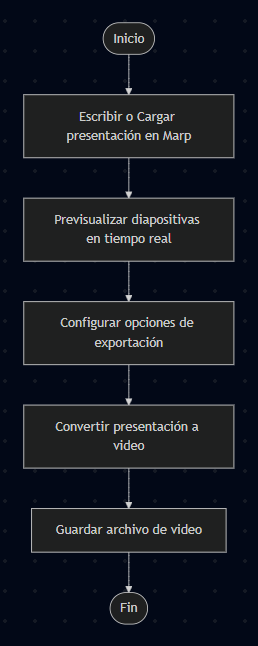 Inicio
Escribir o Cargar
presentación en Marp
Previsualizar diapositivas
en tiempo real
Configurar opciones de
exportación
Convertir presentación a
video
Guardar archivo de video
Fin